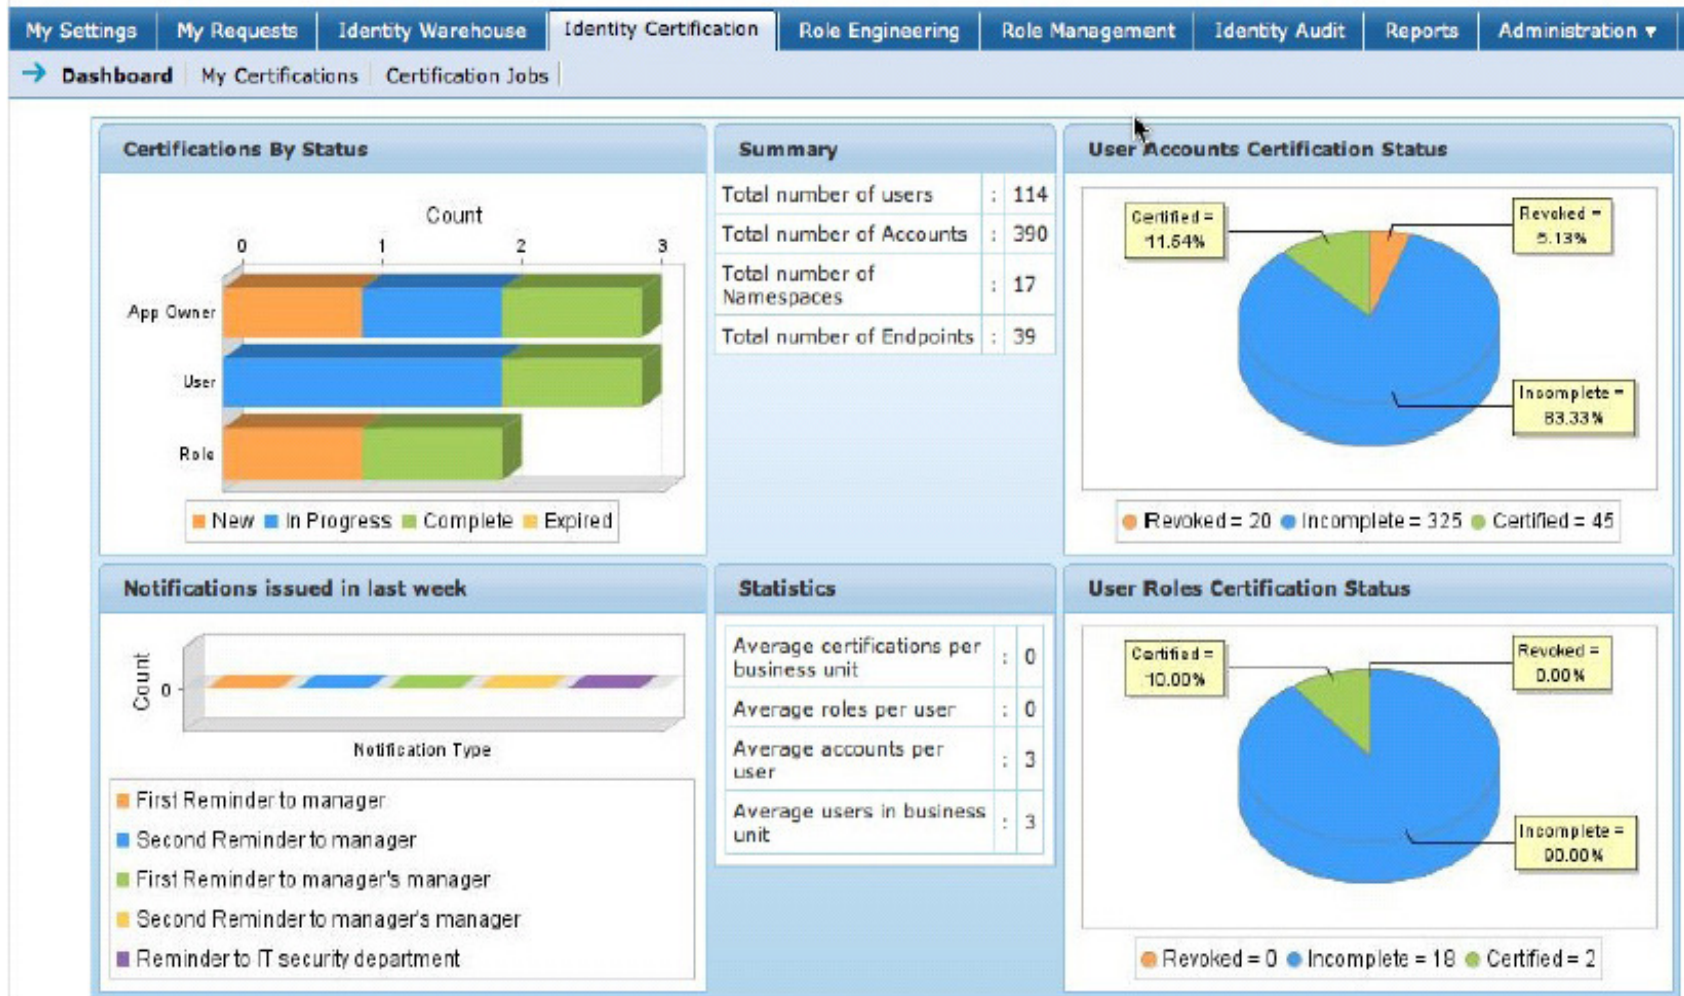 My Settings My Requests Identity Warehouse Identity Certification Role Engineering Role Management Identity Audit Reports Administration
Dashboard My Certifications Certification Jobs
Certifications By Status
Count
0 1 2 3
App Owner
User
Role
New In Progress Complete Expired
Summary
Total number of users : 114
Total number of Accounts : 390
Total number of
Namespaces : 17
Total number of Endpoints : 39
User Accounts Certification Status
Certified =
11.54%
Revoked =
5.13%
Incomplete =
83.33%
Revoked = 20 Incomplete = 325 Certified = 45
Notifications issued in last week
Count
0
Notification Type
First Reminder to manager
Second Reminder to manager
First Reminder to manager's manager
Second Reminder to manager's manager
Reminder to IT security department
Statistics
Average certifications per
business unit : 0
Average roles per user : 0
Average accounts per
user : 3
Average users in business
unit : 3
User Roles Certification Status
Certified =
10.00%
Revoked =
0.00%
Incomplete =
90.00%
Revoked = 0 Incomplete = 18 Certified = 2